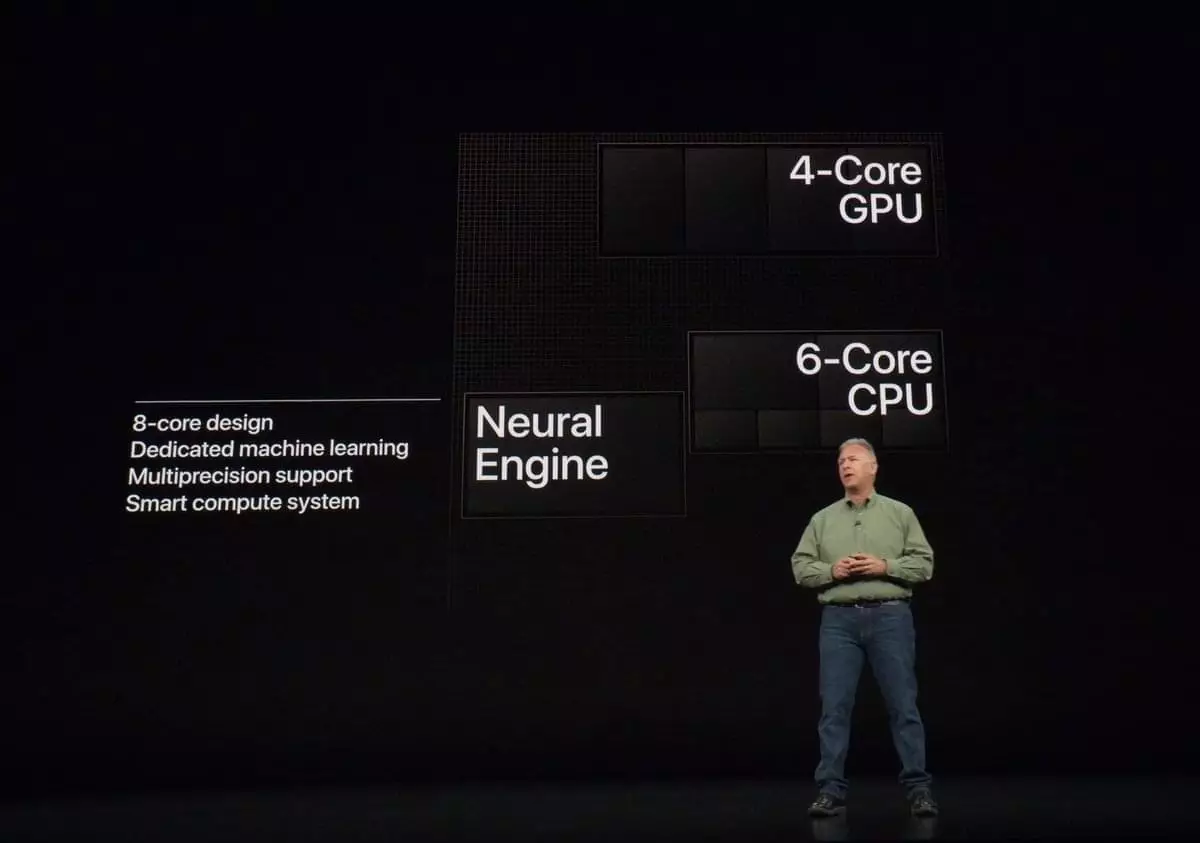 4-Core
GPU
6-Core
CPU
Neural
Engine
8-core design
Dedicated machine learning
Multiprecision support
Smart compute system